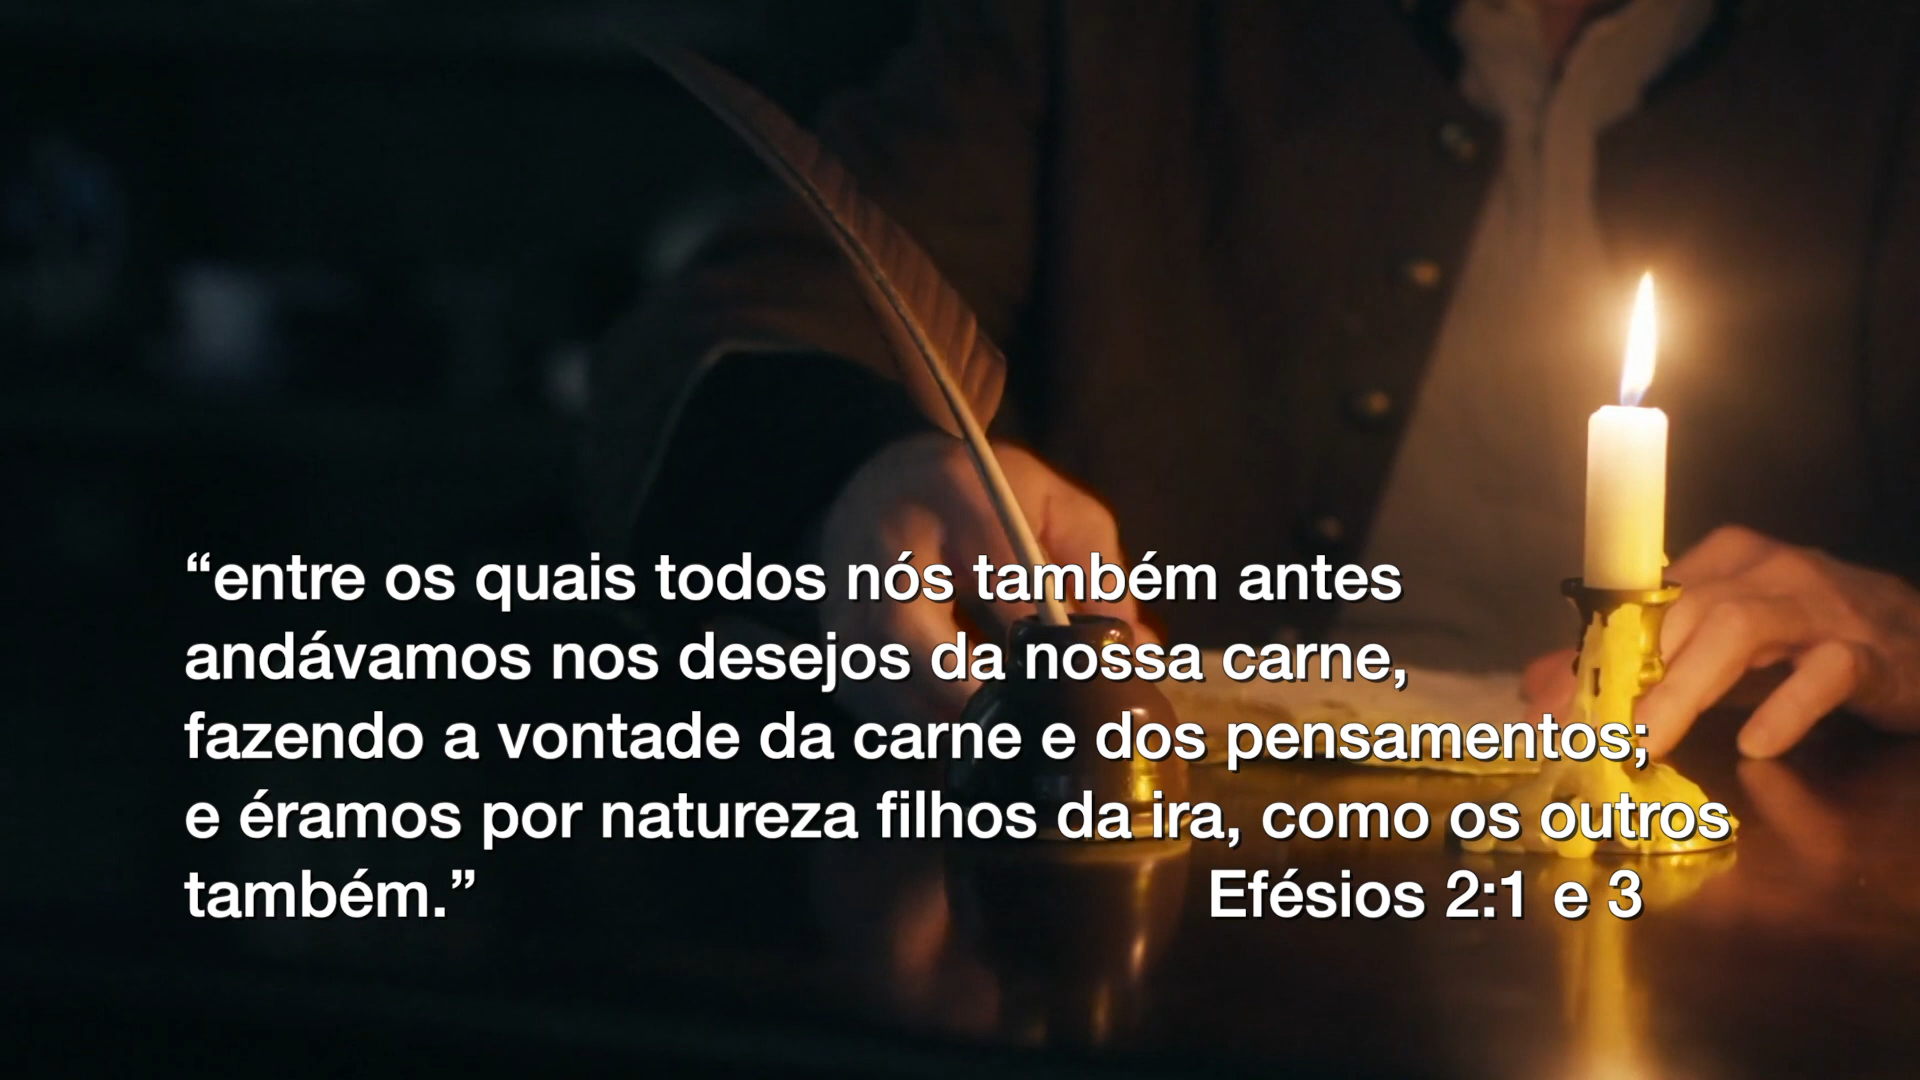 “entre os quais todos nós também antes
andávamos nos desejos da nossa carne,
fazendo a vontade da carne e dos pensamentos;
e éramos por natureza filhos da ira, como os outros
também.” Efésios 2:1 e 3